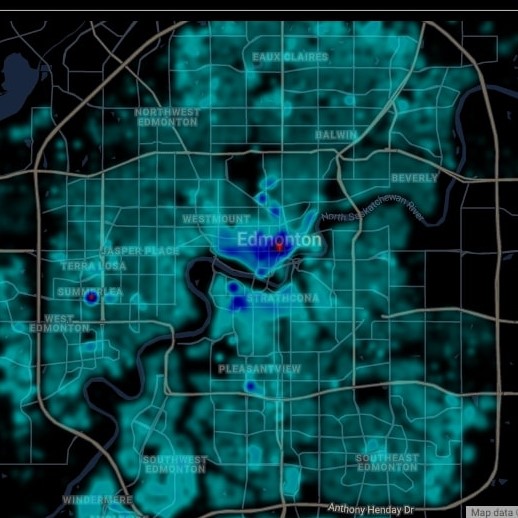 EAUX CLAIRES
NORTHWEST
EDMONTON
BALWIN
BEVERLY
North Saskatchewan River
WESTMOUNT
Edmonton
JASPER PLACE
TERRA LOSA
SUMMERLEA
STRATHCONA
WEST
EDMONTON
PLEASANTVIEW
SOUTHWEST
EDMONTON
SOUTHEAST
EDMONTON
WINDERMERE
Anthony Henday Dr
Map data